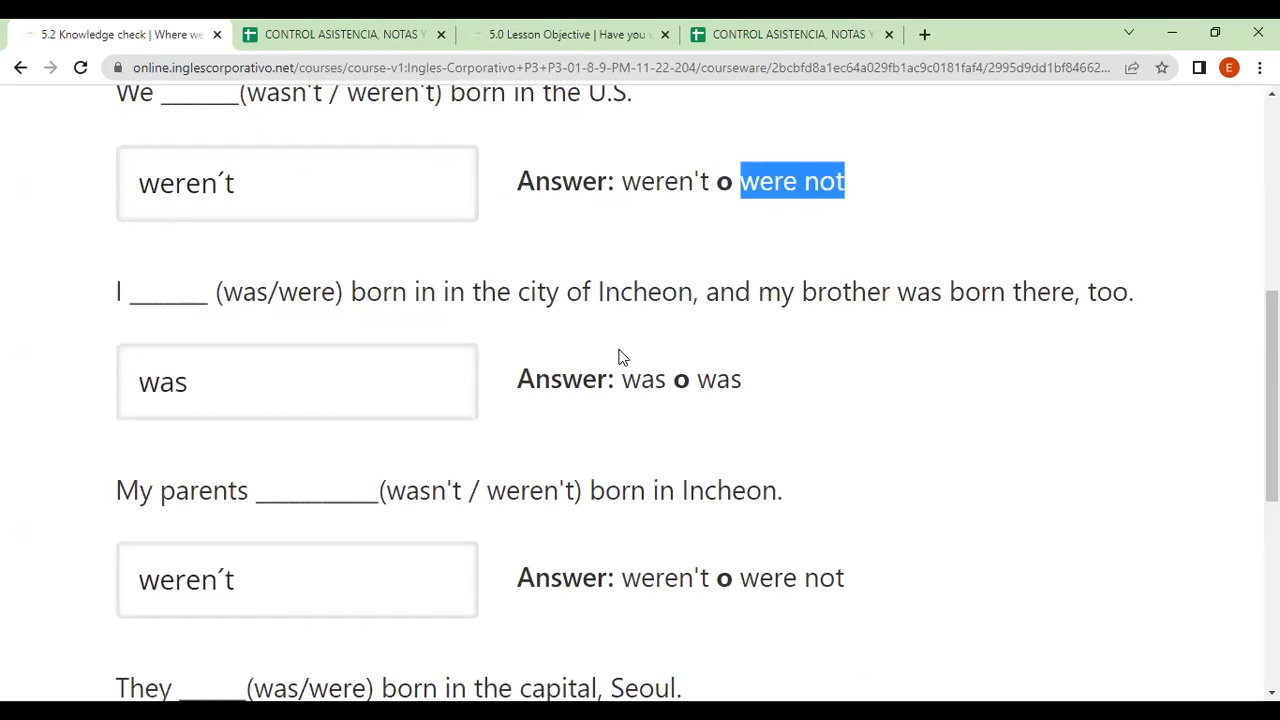 5.2 Knowledge check | Where we
CONTROL ASISTENCIA, NOTAS Y
5.0 Lesson Objective | Have you
CONTROL ASISTENCIA, NOTAS Y
online.inglescorporativo.net/courses/course-v1:Ingles-Corporativo+P3+P3-01-8-9-PM-11-22-204/courseware/2bcbfd8a1ec64a029fb1ac9c0181faf4/2995d9dd1bf84662...
E
We _______(wasn't / weren't) born in the U.S.
weren´t
Answer: weren't o were not
I _______ (was/were) born in in the city of Incheon, and my brother was born there, too.
was
Answer: was o was
My parents ___________(wasn't / weren't) born in Incheon.
weren´t
Answer: weren't o were not
They ______(was/were) born in the capital, Seoul.